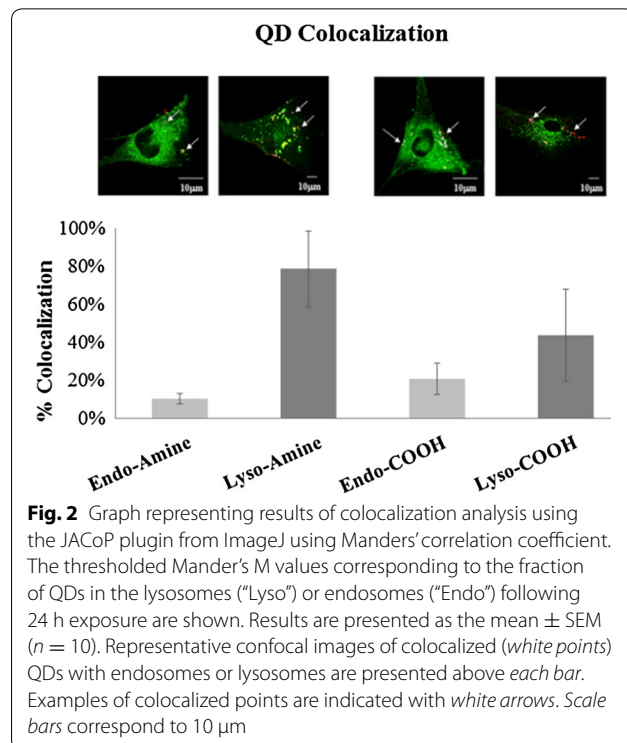 QD Colocalization
10μm
10μm
10μm
10μm
% Colocalization
100%
80%
60%
40%
20%
0%
Endo-Amine
Lyso-Amine
Endo-COOH
Lyso-COOH
Fig. 2 Graph representing results of colocalization analysis using
the JACoP plugin from ImageJ using Manders’ correlation coefficient.
The thresholded Mander’s M values corresponding to the fraction
of QDs in the lysosomes (“Lyso”) or endosomes (“Endo”) following
24 h exposure are shown. Results are presented as the mean ± SEM
(n = 10). Representative confocal images of colocalized (white points)
QDs with endosomes or lysosomes are presented above each bar.
Examples of colocalized points are indicated with white arrows. Scale
bars correspond to 10 μm